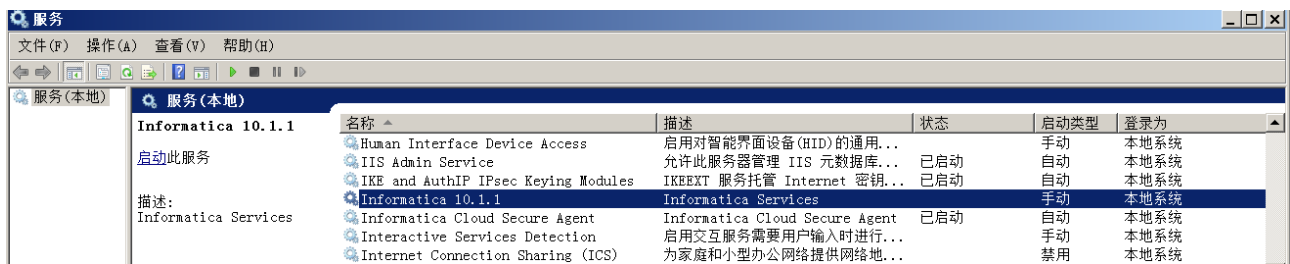 服务
文件(F) 操作(A) 查看(V) 帮助(H)
服务(本地)
服务(本地)
Informatica 10.1.1
启动此服务
描述:
Informatica Services
名称 描述 状态 启动类型 登录为
Human Interface Device Access 启用对智能界面设备(HID)的通用... 手动 本地系统
IIS Admin Service 允许此服务器管理 IIS 元数据库... 已启动 自动 本地系统
IKE and AuthIP IPsec Keying Modules IKEEXT 服务托管 Internet 密钥... 已启动 自动 本地系统
Informatica 10.1.1 Informatica Services 手动 本地系统
Informatica Cloud Secure Agent Informatica Cloud Secure Agent 已启动 自动 本地系统
Interactive Services Detection 启用交互服务需要用户输入时进行... 手动 本地系统
Internet Connection Sharing (ICS) 为家庭和小型办公网络提供网络地... 禁用 本地系统